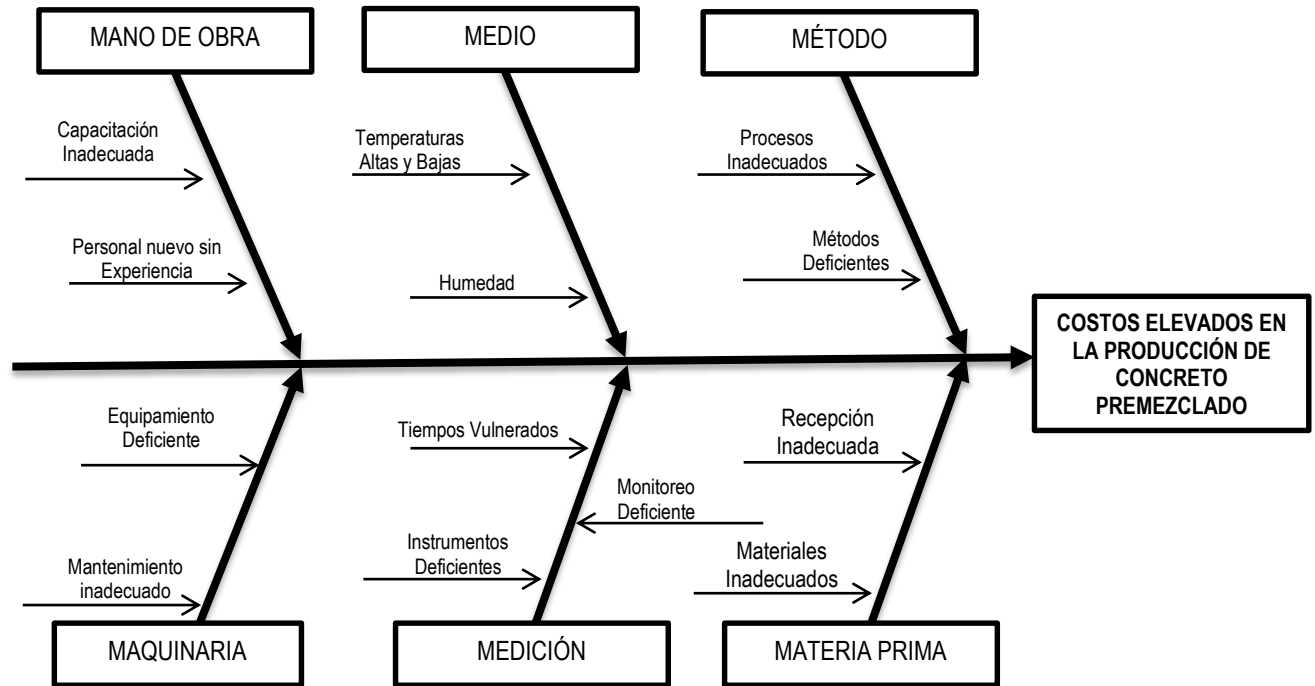 MANO DE OBRA
MEDIO
MÉTODO
Capacitación
Inadecuada
Personal nuevo sin
Experiencia
Temperaturas
Altas y Bajas
Humedad
Procesos
Inadecuados
Métodos
Deficientes
COSTOS ELEVADOS EN
LA PRODUCCIÓN DE
CONCRETO
PREMEZCLADO
Equipamiento
Deficiente
Mantenimiento
inadecuado
Tiempos Vulnerados
Monitoreo
Deficiente
Instrumentos
Deficientes
Recepción
Inadecuada
Materiales
Inadecuados
MAQUINARIA
MEDICIÓN
MATERIA PRIMA